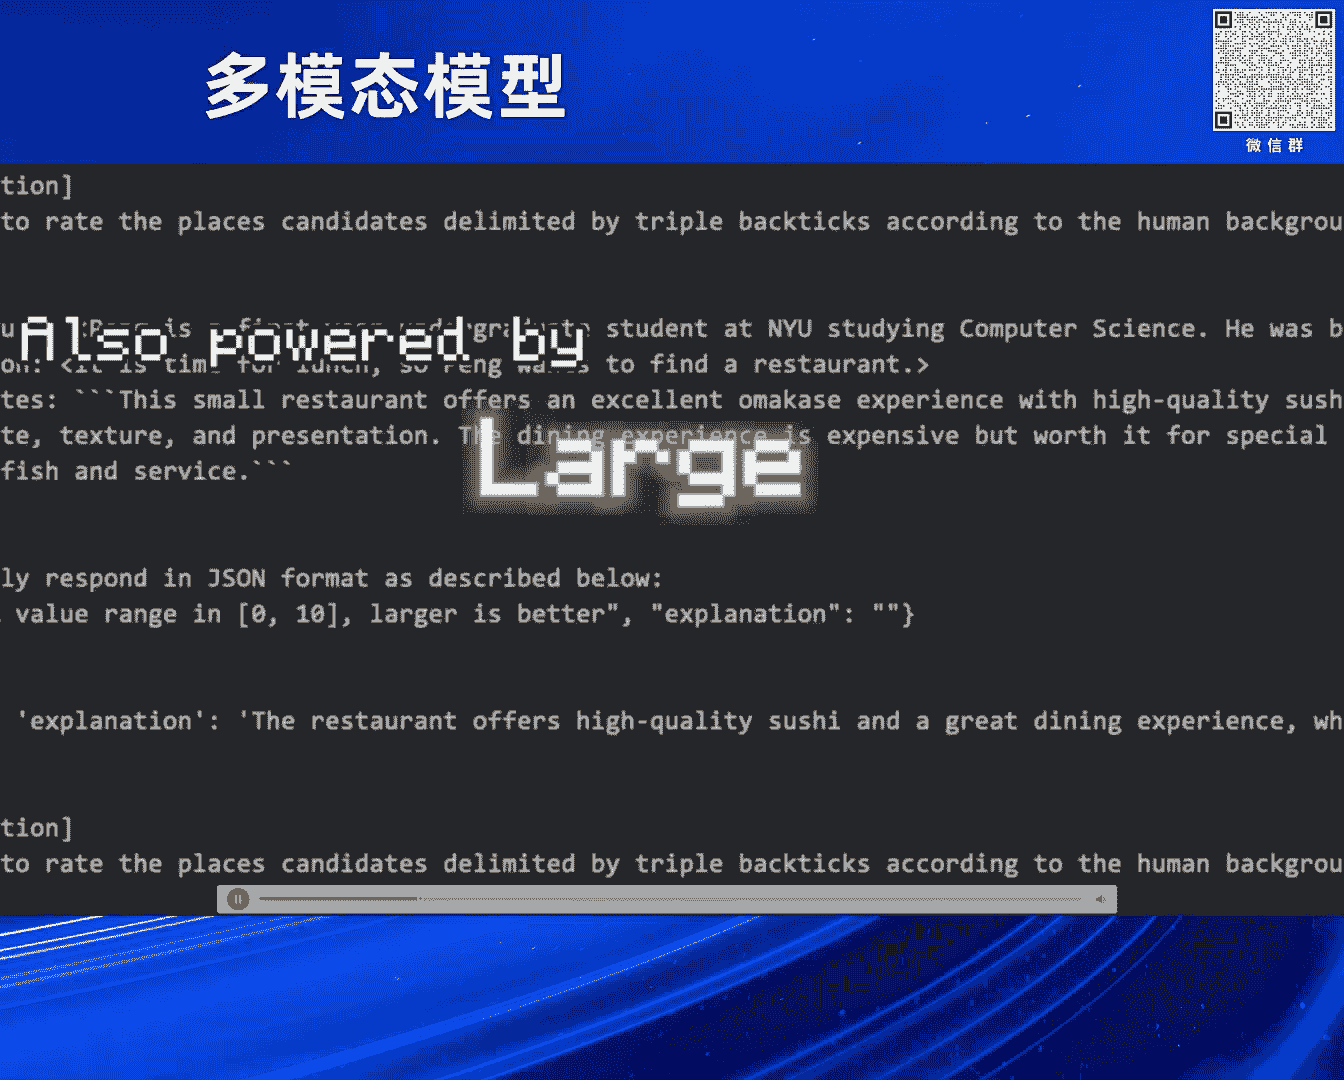 多模态模型
微信群
tion]
to rate the places candidates delimited by triple backticks according to the human backgrou
Also powered by
is a first year undergraduate student at NYU studying Computer Science. He was b
on: <It is time for lunch, so Peng wants to find a restaurant.>
tes: ```This small restaurant offers an excellent omakase experience with high-quality sush
te, texture, and presentation. The dining experience is expensive but worth it for special
Large
fish and service.```
ly respond in JSON format as described below:
value range in [0, 10], larger is better", "explanation": ""}
'explanation': 'The restaurant offers high-quality sushi and a great dining experience, wh
tion]
to rate the places candidates delimited by triple backticks according to the human backgrou